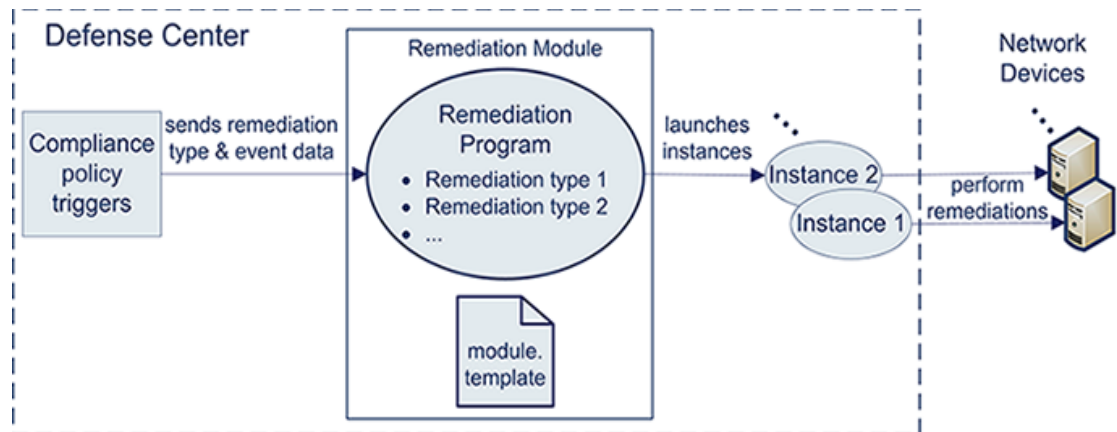 Defense Center
Remediation Module
Network
Devices
Compliance
policy
triggers
sends remediation
type & event data
Remediation
Program
• Remediation type 1
• Remediation type 2
• ...
launches
instances
Instance 2
Instance 1
perform
remediations
module.
template